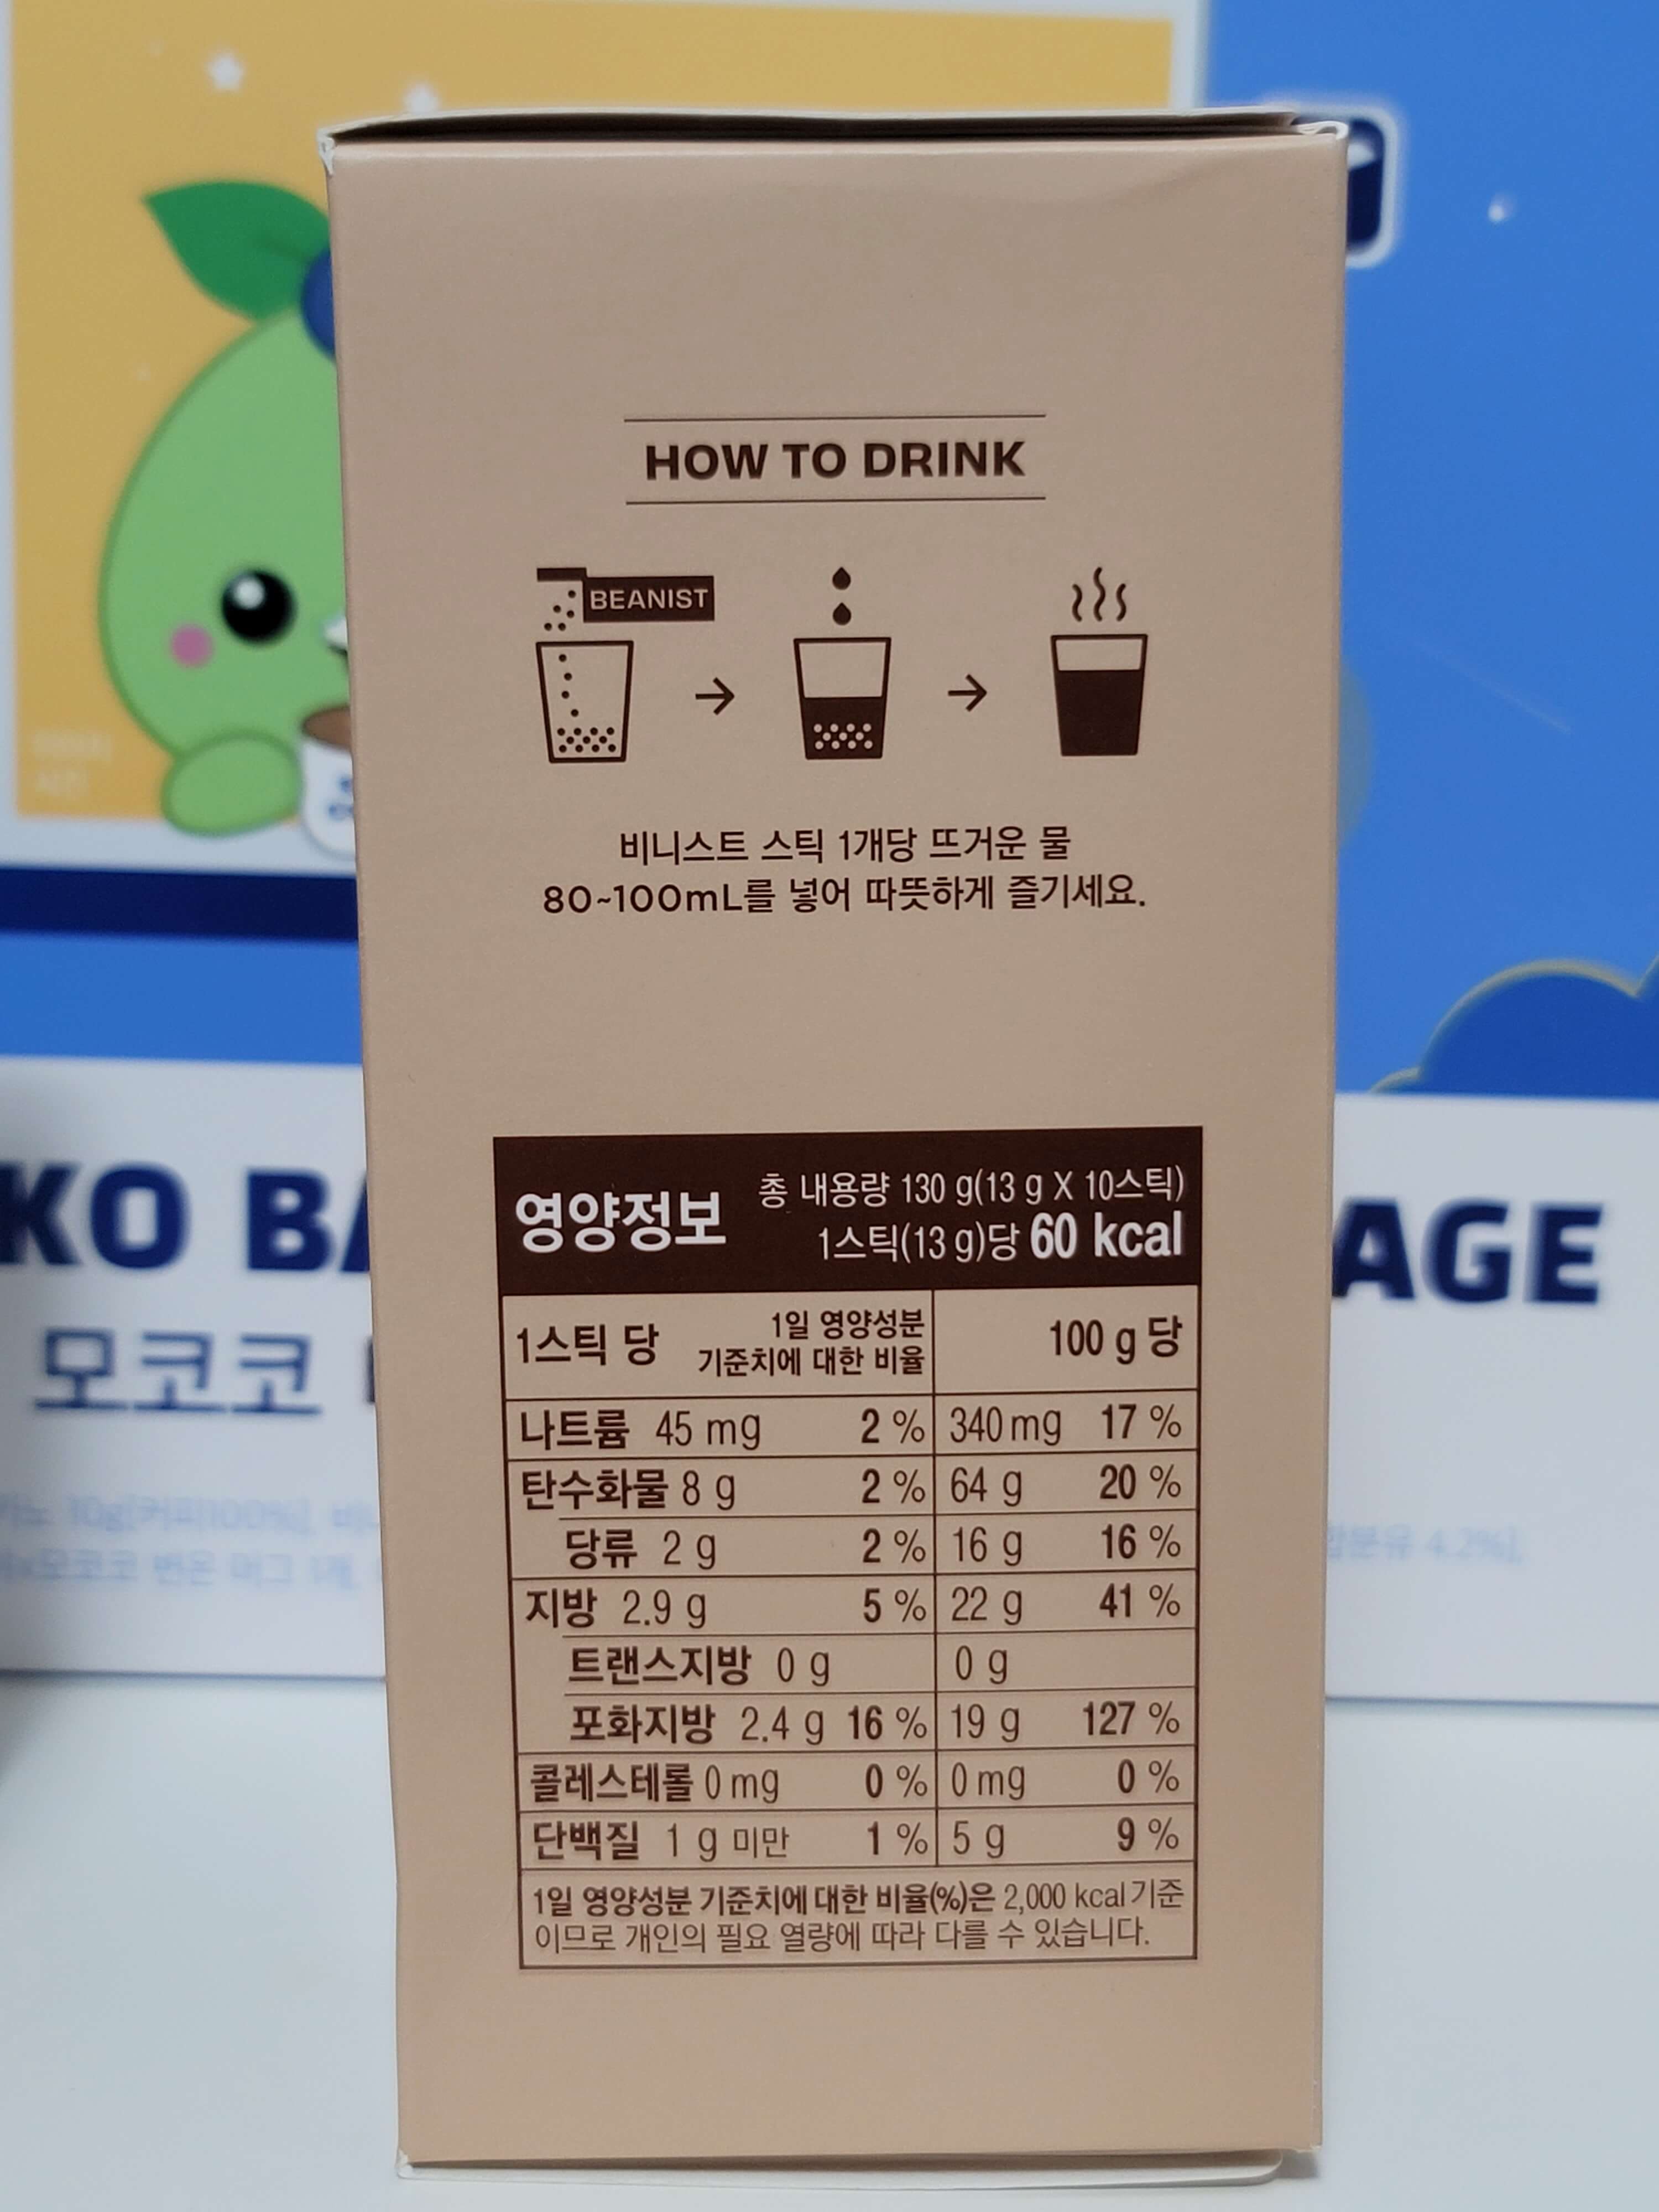 HOW TO DRINK
BEANIST
비니스트 스틱 1개당 뜨거운 물
80~100mL를 넣어 따뜻하게 즐기세요.
영양정보
총 내용량 130 g(13 g X 10스틱)
1스틱(13 g)당 60 kcal
1스틱 당 1일 영양성분 기준치에 대한 비율 100 g 당
나트륨 45 mg 2 % 340 mg 17 %
탄수화물 8 g 2 % 64 g 20 %
당류 2 g 2 % 16 g 16 %
지방 2.9 g 5 % 22 g 41 %
트랜스지방 0 g 0 g
포화지방 2.4 g 16 % 19 g 127 %
콜레스테롤 0 mg 0 % 0 mg 0 %
단백질 1 g 미만 1 % 5 g 9 %
1일 영양성분 기준치에 대한 비율(%)은 2,000 kcal 기준
이므로 개인의 필요 열량에 따라 다를 수 있습니다.
KO BA
AGE
모코코
10g[커피100%],
4.2%],